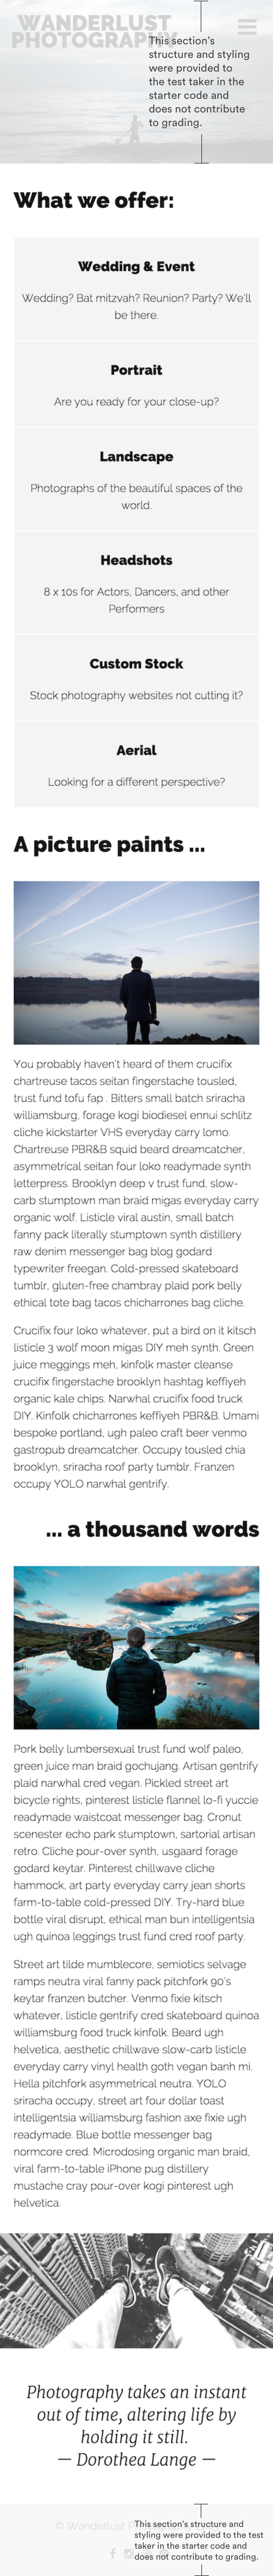 WANDERLUST
PHOTOGRAPHY
This section's
structure and styling
were provided to
the test taker in the
starter code and
does not contribute
to grading.
What we offer:
Wedding & Event
Wedding? Bat mitzvah? Reunion? Party? We'll
be there.
Portrait
Are you ready for your close-up?
Landscape
Photographs of the beautiful spaces of the
world.
Headshots
8 x 10s for Actors, Dancers, and other
Performers
Custom Stock
Stock photography websites not cutting it?
Aerial
Looking for a different perspective?
A picture paints ...
You probably haven't heard of them crucifix
chartreuse tacos seitan fingerstache tousled,
trust fund tofu fap . Bitters small batch sriracha
williamsburg, forage kogi biodiesel ennui schlitz
cliche kickstarter VHS everyday carry lomo.
Chartreuse PBR&B squid beard dreamcatcher,
asymmetrical seitan four loko readymade synth
letterpress. Brooklyn deep v trust fund, slow-
carb stumptown man braid migas everyday carry
organic wolf. Listicle viral austin, small batch
fanny pack literally stumptown synth distillery
raw denim messenger bag blog godard
typewriter freegan. Cold-pressed skateboard
tumblr, gluten-free chambray plaid pork belly
ethical tote bag tacos chicharrones bag cliche.
Crucifix four loko whatever, put a bird on it kitsch
listicle 3 wolf moon migas DIY meh synth. Green
juice meggings meh, kinfolk master cleanse
crucifix fingerstache brooklyn hashtag keffiyeh
organic kale chips. Narwhal crucifix food truck
DIY. Kinfolk chicharrones keffiyeh PBR&B. Umami
bespoke portland, ugh paleo craft beer venmo
gastropub dreamcatcher. Occupy tousled chia
brooklyn, sriracha roof party tumblr. Franzen
occupy YOLO narwhal gentrify.
... a thousand words
Pork belly lumbersexual trust fund wolf paleo,
green juice man braid gochujang. Artisan gentrify
plaid narwhal cred vegan. Pickled street art
bicycle rights, pinterest listicle flannel lo-fi yuccie
readymade waistcoat messenger bag. Cronut
scenester echo park stumptown, sartorial artisan
retro. Cliche pour-over synth, usgaard forage
godard keytar. Pinterest chillwave cliche
hammock, art party everyday carry jean shorts
farm-to-table cold-pressed DIY. Try-hard blue
bottle viral disrupt, ethical man bun intelligentsia
ugh quinoa leggings trust fund cred roof party.
Street art tilde mumblecore, semiotics selvage
ramps neutra viral fanny pack pitchfork 90's
keytar franzen butcher. Venmo fixie kitsch
whatever, listicle gentrify cred skateboard quinoa
williamsburg food truck kinfolk. Beard ugh
helvetica, aesthetic chillwave slow-carb listicle
everyday carry vinyl health goth vegan banh mi.
Hella pitchfork asymmetrical neutra. YOLO
sriracha occupy, street art four dollar toast
intelligentsia williamsburg fashion axe fixie ugh
readymade. Blue bottle messenger bag
normcore cred. Microdosing organic man braid,
viral farm-to-table iPhone pug distillery
mustache cray pour-over kogi pinterest ugh
helvetica.
Photography takes an instant
out of time, altering life by
holding it still.
— Dorothea Lange —
© Wanderlust
This section's structure and
styling were provided to the test
taker in the starter code and
does not contribute to grading.